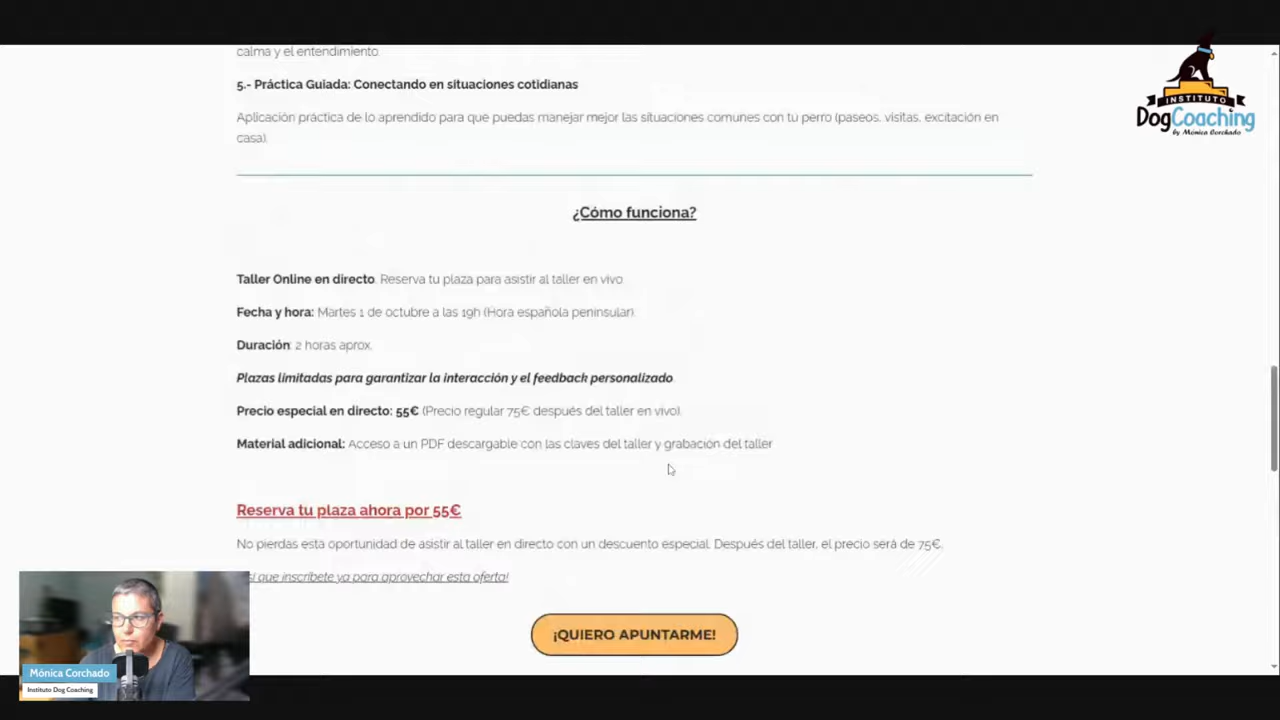 calma y el entendimiento.
5.- Práctica Guiada: Conectando en situaciones cotidianas
Aplicación práctica de lo aprendido para que puedas manejar mejor las situaciones comunes con tu perro (paseos, visitas, excitación en
casa).
¿Cómo funciona?
Taller Online en directo: Reserva tu plaza para asistir al taller en vivo.
Fecha y hora: Martes 1 de octubre a las 19h (Hora española peninsular).
Duración: 2 horas aprox.
Plazas limitadas para garantizar la interacción y el feedback personalizado.
Precio especial en directo: 55€ (Precio regular 75€ después del taller en vivo).
Material adicional: Acceso a un PDF descargable con las claves del taller y grabación del taller
Reserva tu plaza ahora por 55€
No pierdas esta oportunidad de asistir al taller en directo con un descuento especial. Después del taller, el precio será de 75€.
que inscríbete ya para aprovechar esta oferta!
¡QUIERO APUNTARME!
INSTITUTO
DogCoaching
by Mónica Corchado
Mónica Corchado
Instituto Dog Coaching